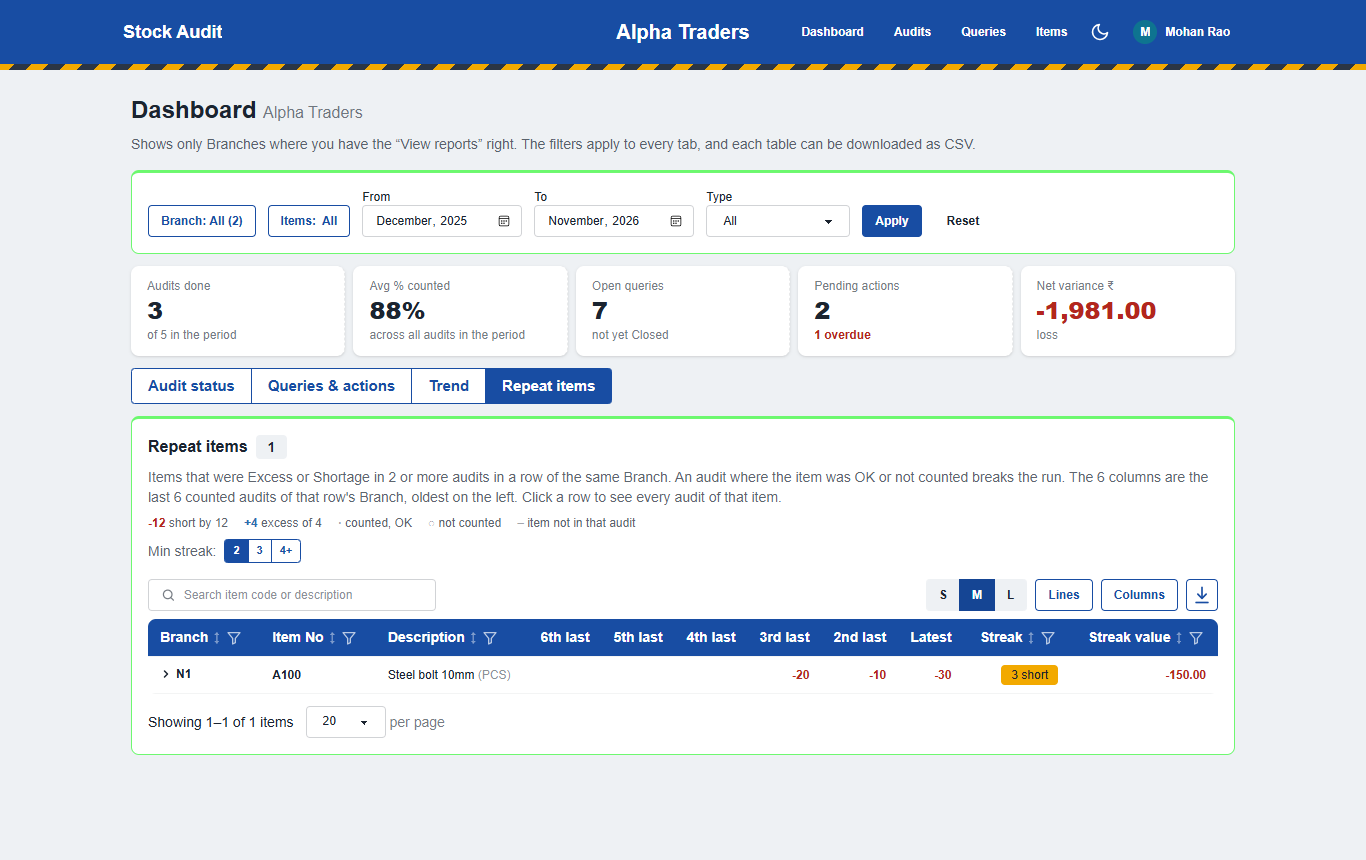 Stock Audit
Alpha Traders
Dashboard Audits Queries Items M Mohan Rao
Dashboard Alpha Traders
Shows only Branches where you have the “View reports” right. The filters apply to every tab, and each table can be downloaded as CSV.
From To Type
Branch: All (2) Items: All December, 2025 November, 2026 All Apply Reset
Audits done
3
of 5 in the period
Avg % counted
88%
across all audits in the period
Open queries
7
not yet Closed
Pending actions
2
1 overdue
Net variance ₹
-1,981.00
loss
Audit status Queries & actions Trend Repeat items
Repeat items 1
Items that were Excess or Shortage in 2 or more audits in a row of the same Branch. An audit where the item was OK or not counted breaks the run. The 6 columns are the
last 6 counted audits of that row's Branch, oldest on the left. Click a row to see every audit of that item.
-12 short by 12 +4 excess of 4 · counted, OK ○ not counted – item not in that audit
Min streak: 2 3 4+
Search item code or description S M L Lines Columns
Branch Item No Description 6th last 5th last 4th last 3rd last 2nd last Latest Streak Streak value
N1 A100 Steel bolt 10mm (PCS) -20 -10 -30 3 short -150.00
Showing 1–1 of 1 items 20 per page